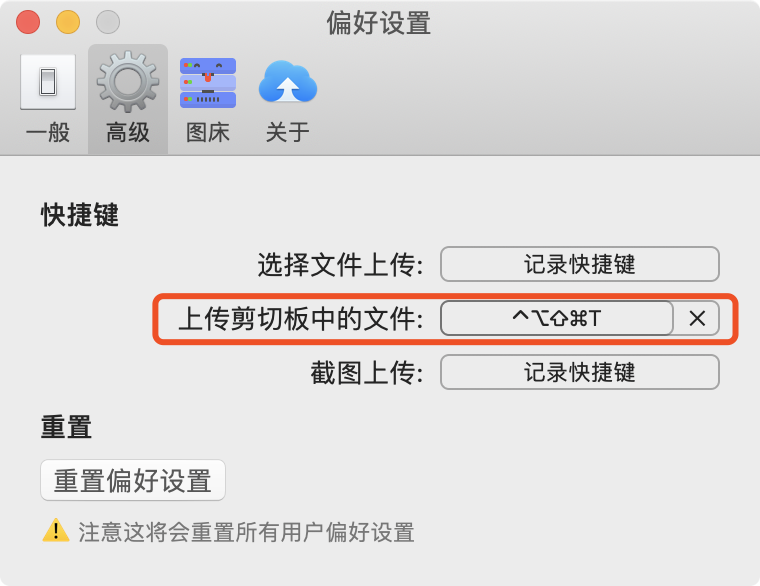 偏好设置
一般 高级 图床 关于
快捷键
选择文件上传: 记录快捷键
上传剪切板中的文件: ^⌥⇧⌘T ×
截图上传: 记录快捷键
重置
重置偏好设置
注意这将会重置所有用户偏好设置